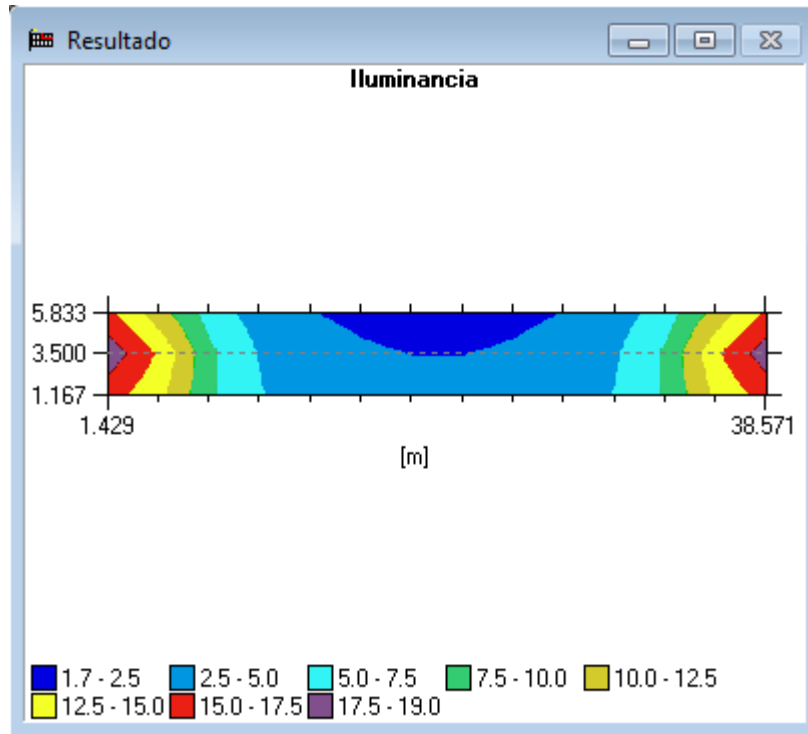 Resultado
Iluminancia
5.833
3.500
1.167
1.429 38.571
[m]
1.7 - 2.5 2.5 - 5.0 5.0 - 7.5 7.5 - 10.0 10.0 - 12.5
12.5 - 15.0 15.0 - 17.5 17.5 - 19.0